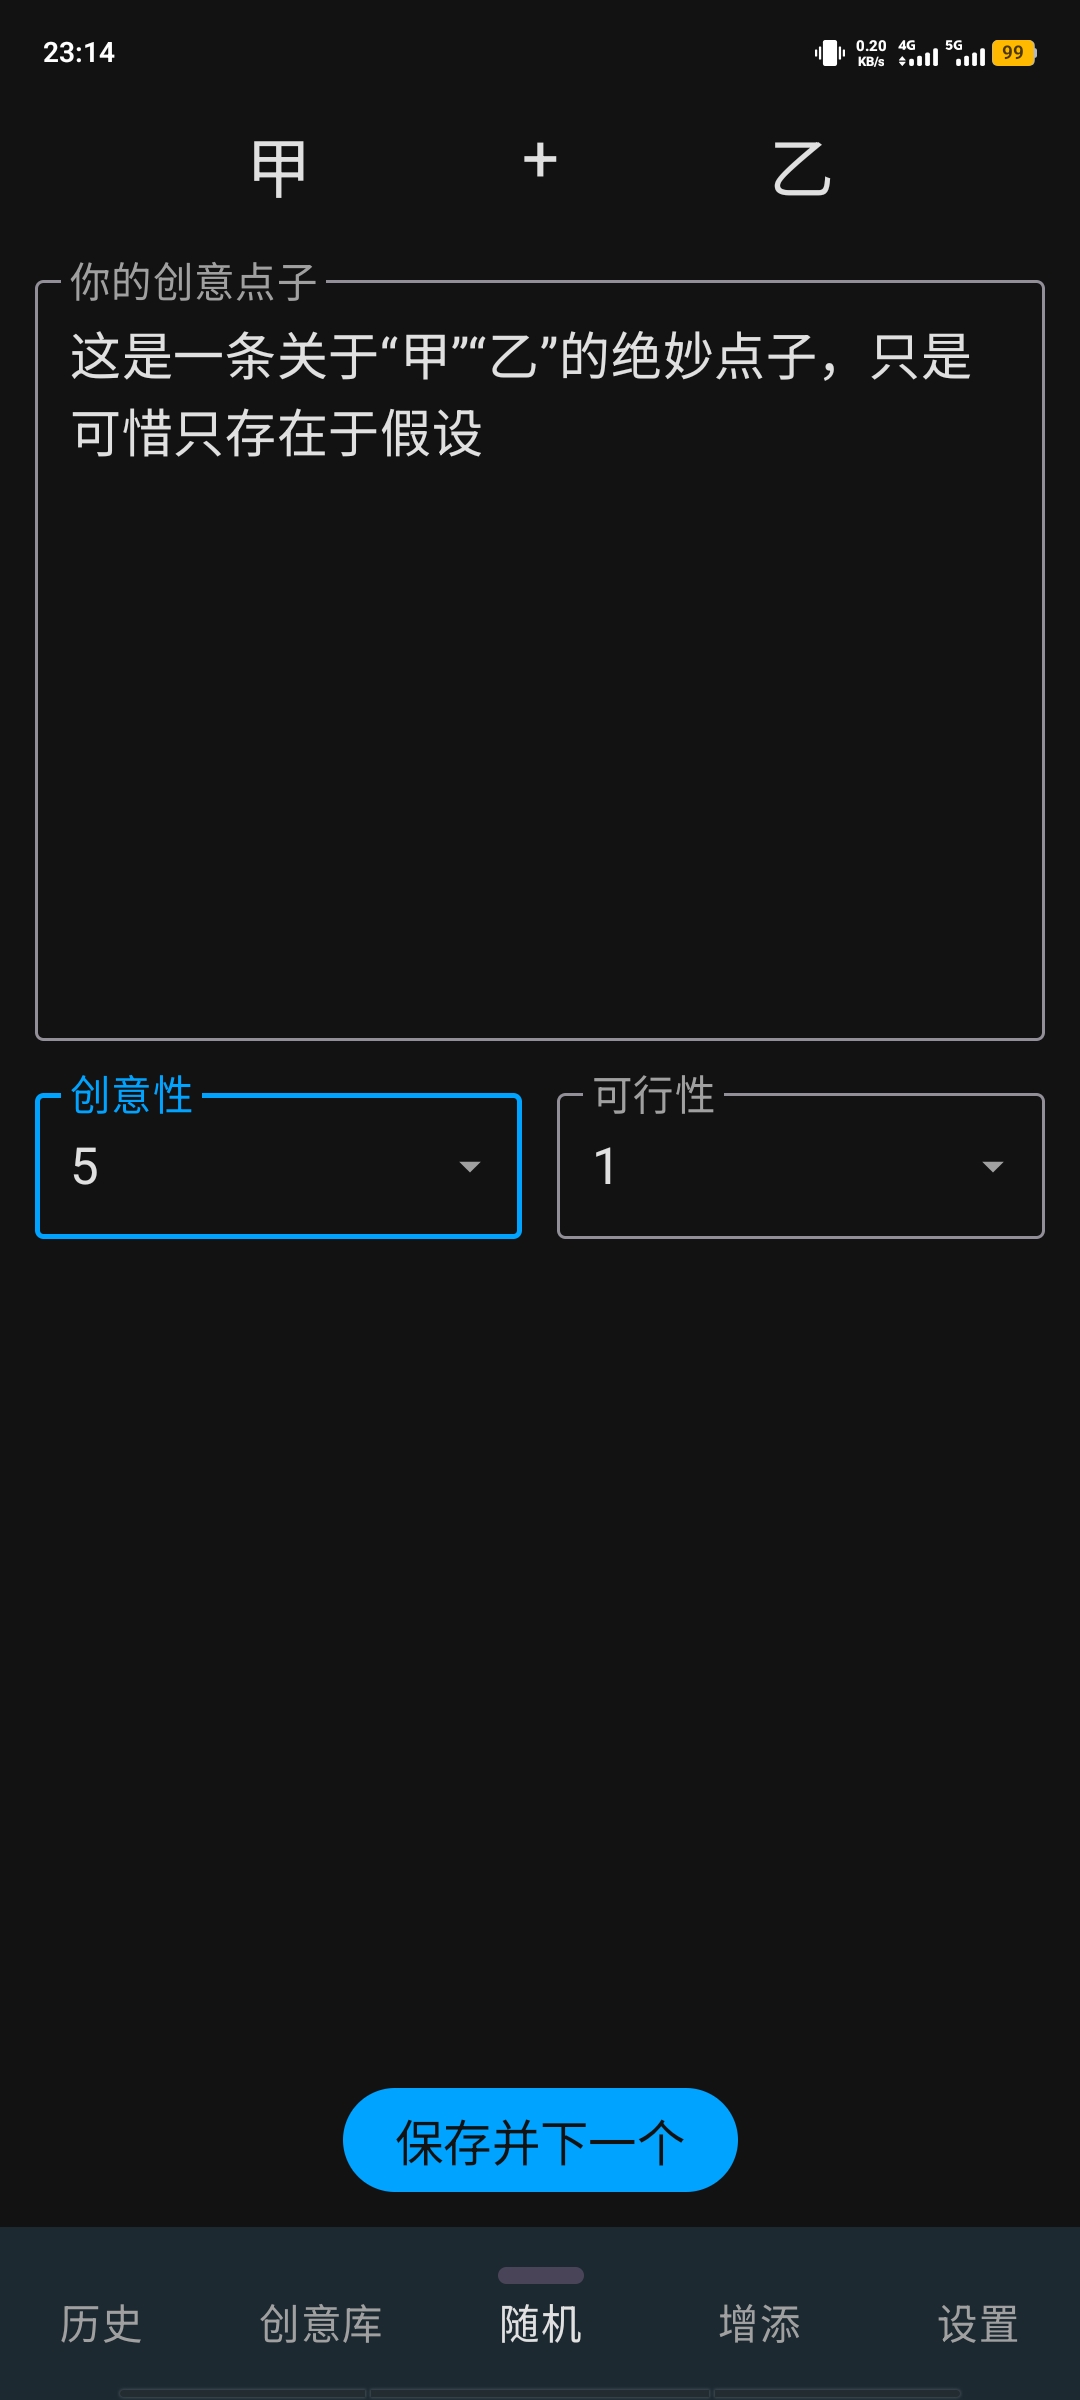 23:14
0.20 KB/s 4G 5G 99
甲 + 乙
你的创意点子
这是一条关于“甲”“乙”的绝妙点子，只是
可惜只存在于假设
创意性 可行性
5 1
保存并下一个
历史 创意库 随机 增添 设置